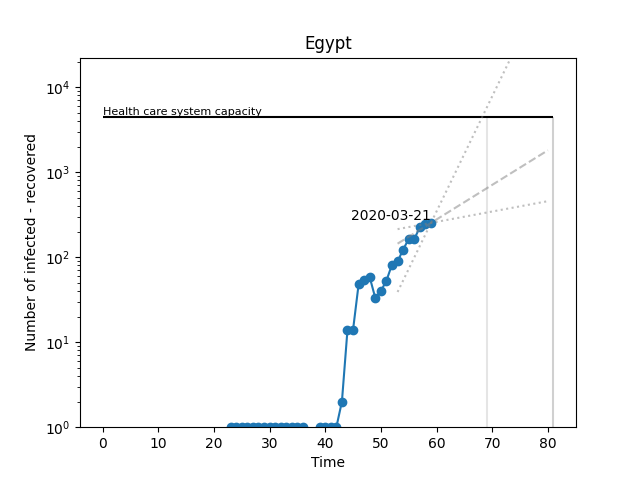 Egypt
Number of infected - recovered
10⁴
10³
10²
10¹
10⁰
Health care system capacity
2020-03-21
0 10 20 30 40 50 60 70 80
Time